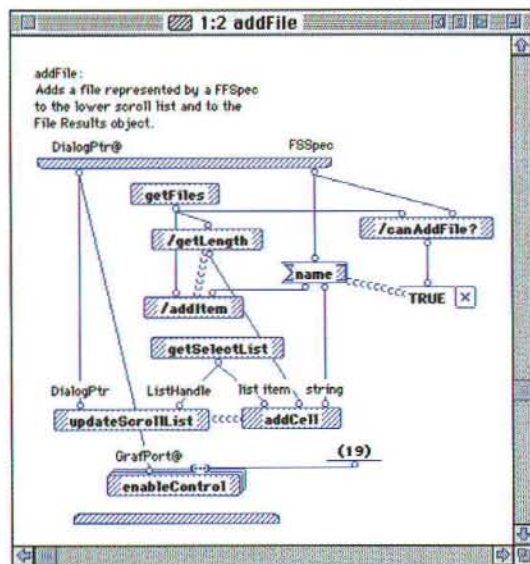 1:2 addFile
addFile:
Adds a file represented by a FFSpec
to the lower scroll list and to the
File Results object.
DialogPtr@ FSSpec
getFiles
/getLength /canAddFile?
name
/addItem TRUE
getSelectList
DialogPtr ListHandle list item string
updateScrollList addCell
GrafPort@ (19)
enableControl